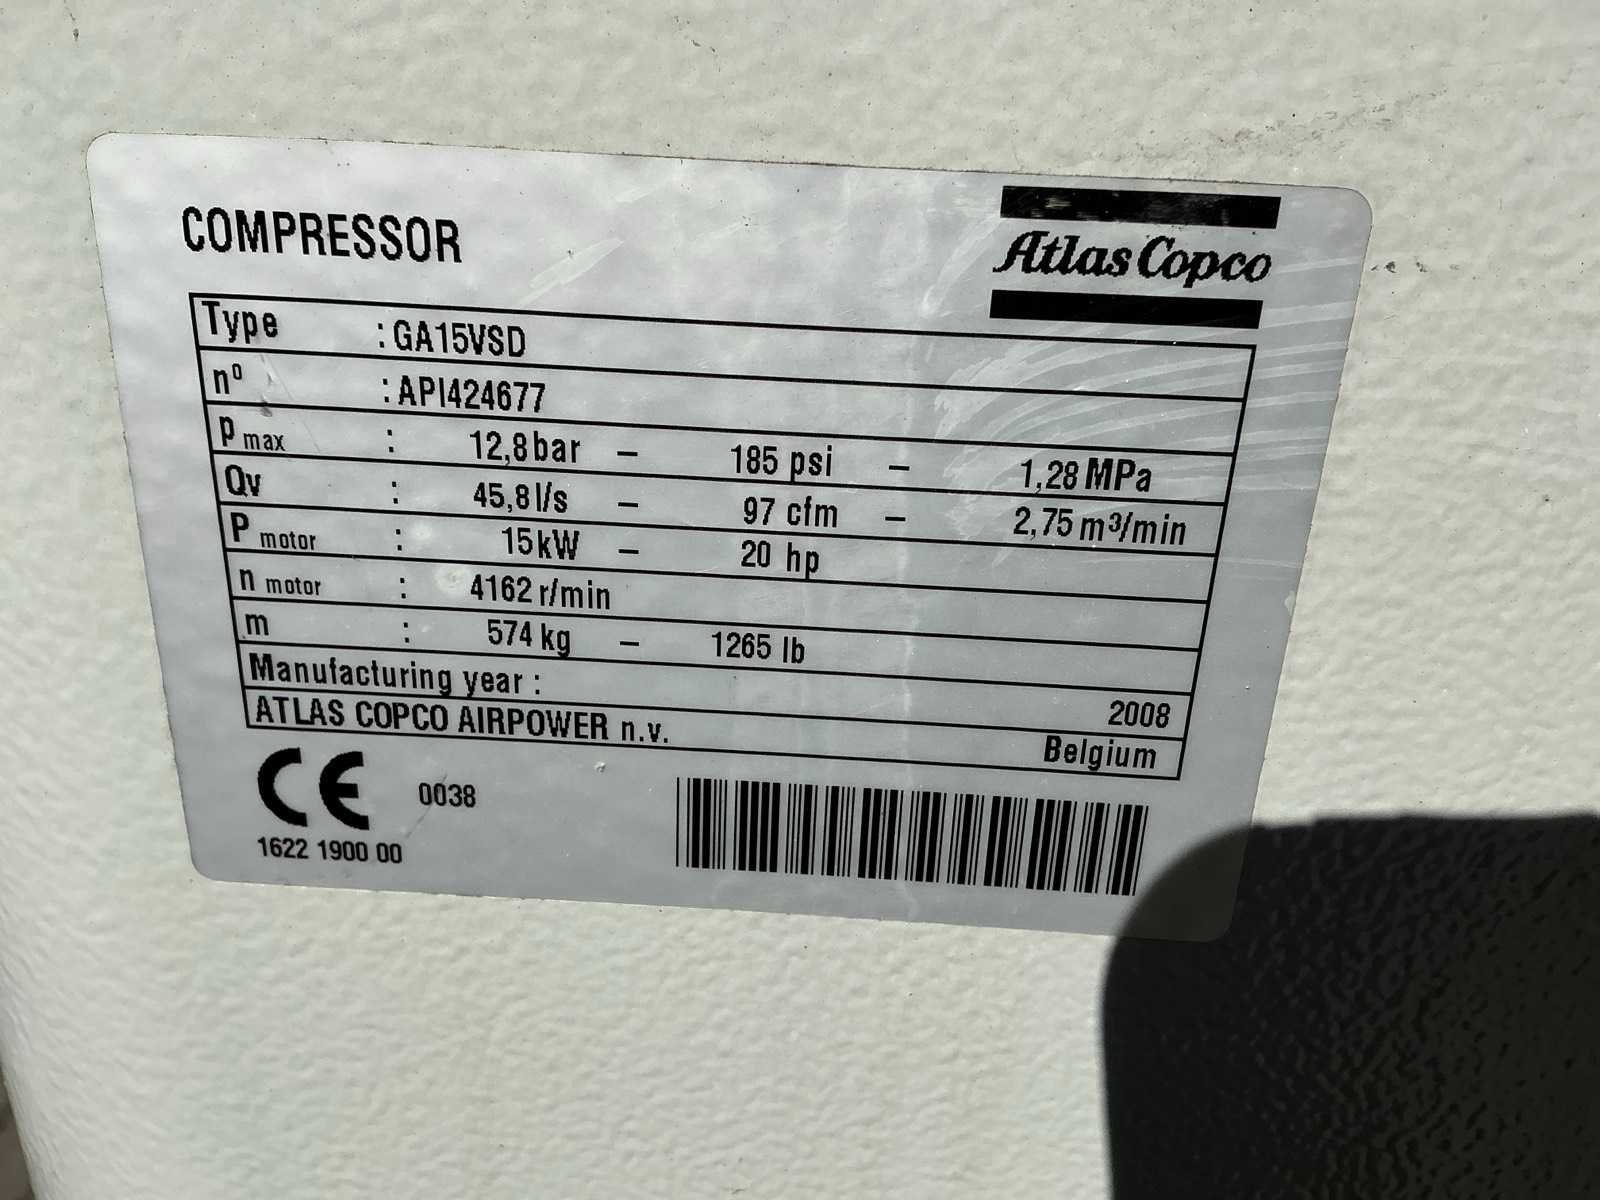 COMPRESSOR
Atlas Copco
Type : GA15VSD
nº : API424677
p max : 12,8 bar – 185 psi – 1,28 MPa
Qv : 45,8 l/s – 97 cfm – 2,75 m³/min
P motor : 15 kW – 20 hp
n motor : 4162 r/min
m : 574 kg – 1265 lb
Manufacturing year : 2008
ATLAS COPCO AIRPOWER n.v. Belgium
CE 0038
1622 1900 00